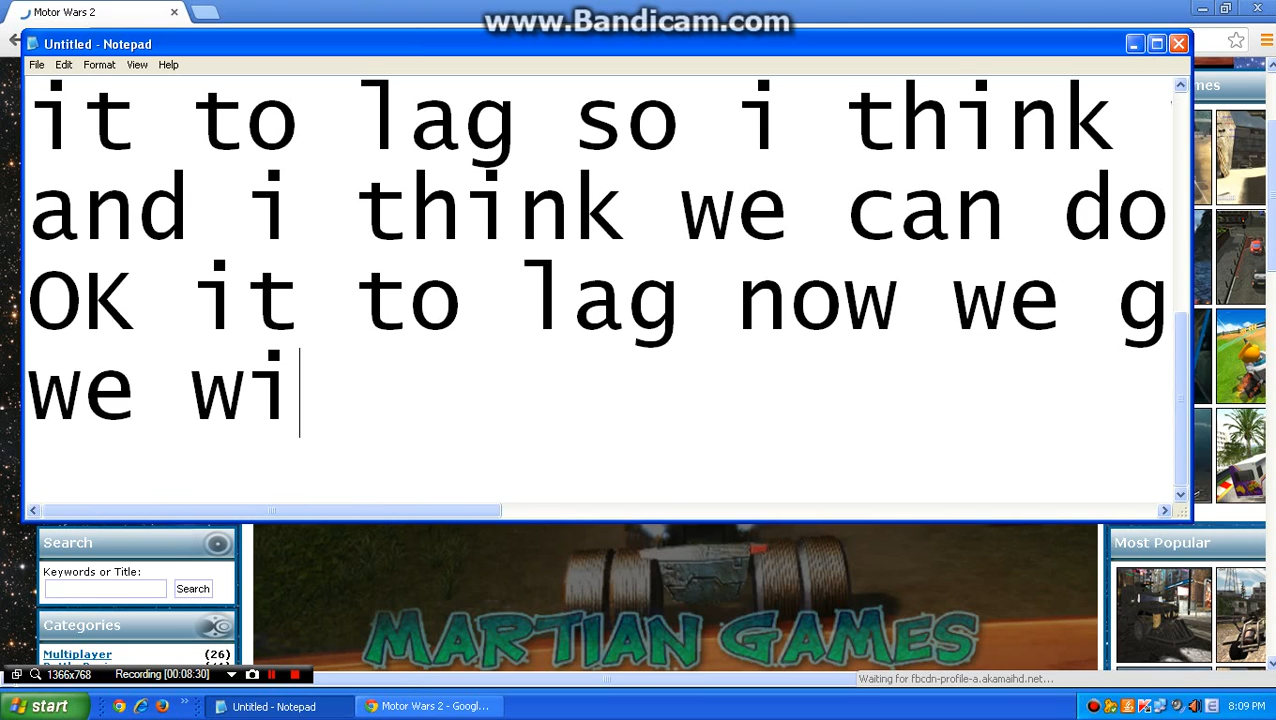 Motor Wars 2
www.Bandicam.com
Untitled - Notepad
File Edit Format View Help
it to lag so i think
and i think we can do
OK it to lag now we g
we wi
mes
Search
Keywords or Title:
Search
Categories
Multiplayer (26)
MARTIAN GAMES
Most Popular
1366x768 Recording [00:08:30]
Waiting for fbcdn-profile-a.akamaihd.net...
start
Untitled - Notepad
Motor Wars 2 - Googl...
8:09 PM